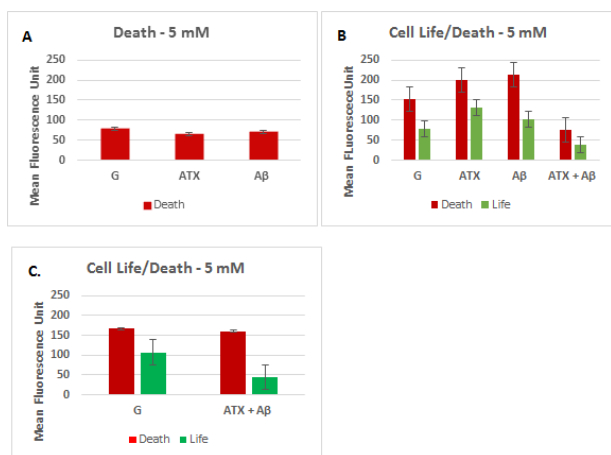 A
Death - 5 mM
Mean Fluorescence Unit
250
200
150
100
50
0
G ATX Aβ
Death
B
Cell Life/Death - 5 mM
Mean FLuoresceceUnit
250
200
150
100
50
0
G ATX Aβ ATX + Aβ
Death Life
C.
Cell Life/Death - 5 mM
Mean Fluorescence Unit
250
200
150
100
50
0
G ATX + Aβ
Death Life